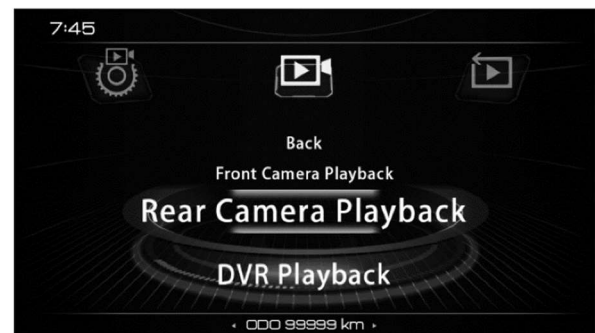 7:45
Back
Front Camera Playback
Rear Camera Playback
DVR Playback
‹ ODO 99999 km ›